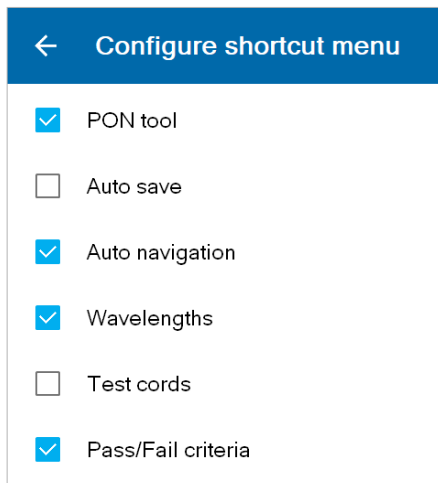 Configure shortcut menu
PON tool
Auto save
Auto navigation
Wavelengths
Test cords
Pass/Fail criteria